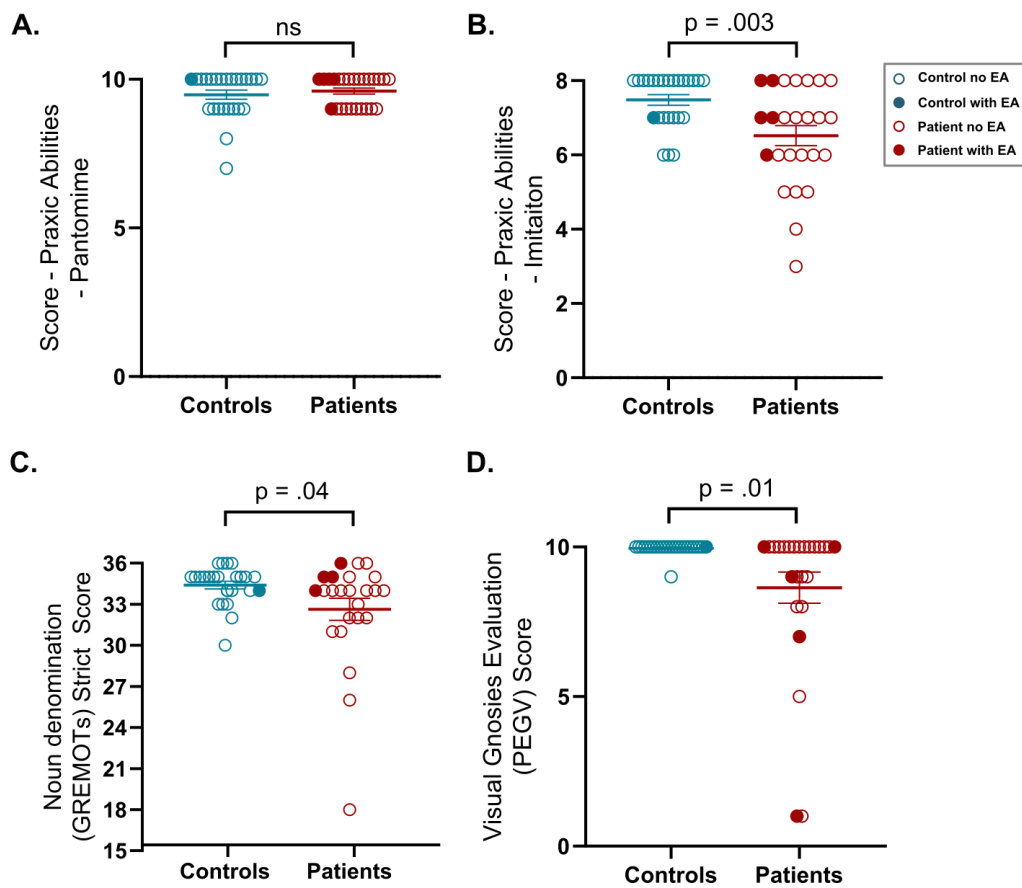 A.
ns
Score - Praxic Abilities
- Pantomime
10
5
0
Controls
Patients
B.
p = .003
Score - Praxic Abilities
- Imitaiton
8
6
4
2
0
Controls
Patients
Control no EA
Control with EA
Patient no EA
Patient with EA
C.
p = .04
Noun denomination
(GREMOTs) Strict Score
36
33
30
27
24
21
18
15
Controls
Patients
D.
p = .01
Visual Gnosies Evaluation
(PEGV) Score
10
5
0
Controls
Patients